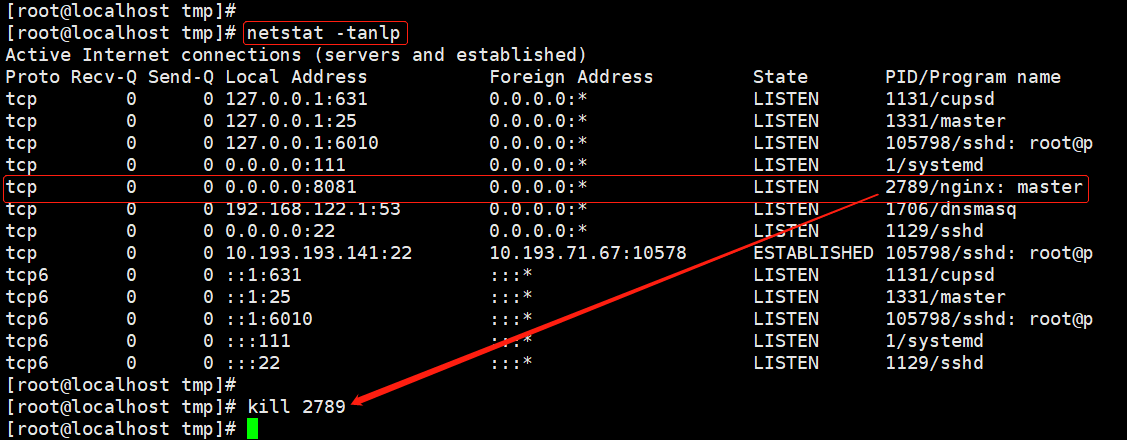 [root@localhost tmp]#
[root@localhost tmp]# netstat -tanlp
Active Internet connections (servers and established)
Proto Recv-Q Send-Q Local Address           Foreign Address         State       PID/Program name
tcp        0      0 127.0.0.1:631           0.0.0.0:*               LISTEN      1131/cupsd
tcp        0      0 127.0.0.1:25            0.0.0.0:*               LISTEN      1331/master
tcp        0      0 127.0.0.1:6010          0.0.0.0:*               LISTEN      105798/sshd: root@p
tcp        0      0 0.0.0.0:111             0.0.0.0:*               LISTEN      1/systemd
tcp        0      0 0.0.0.0:8081            0.0.0.0:*               LISTEN      2789/nginx: master
tcp        0      0 192.168.122.1:53        0.0.0.0:*               LISTEN      1706/dnsmasq
tcp        0      0 0.0.0.0:22              0.0.0.0:*               LISTEN      1129/sshd
tcp        0      0 10.193.193.141:22       10.193.71.67:10578      ESTABLISHED 105798/sshd: root@p
tcp6       0      0 ::1:631                 :::*                    LISTEN      1131/cupsd
tcp6       0      0 ::1:25                  :::*                    LISTEN      1331/master
tcp6       0      0 ::1:6010                :::*                    LISTEN      105798/sshd: root@p
tcp6       0      0 :::111                  :::*                    LISTEN      1/systemd
tcp6       0      0 :::22                   :::*                    LISTEN      1129/sshd
[root@localhost tmp]#
[root@localhost tmp]# kill 2789
[root@localhost tmp]#